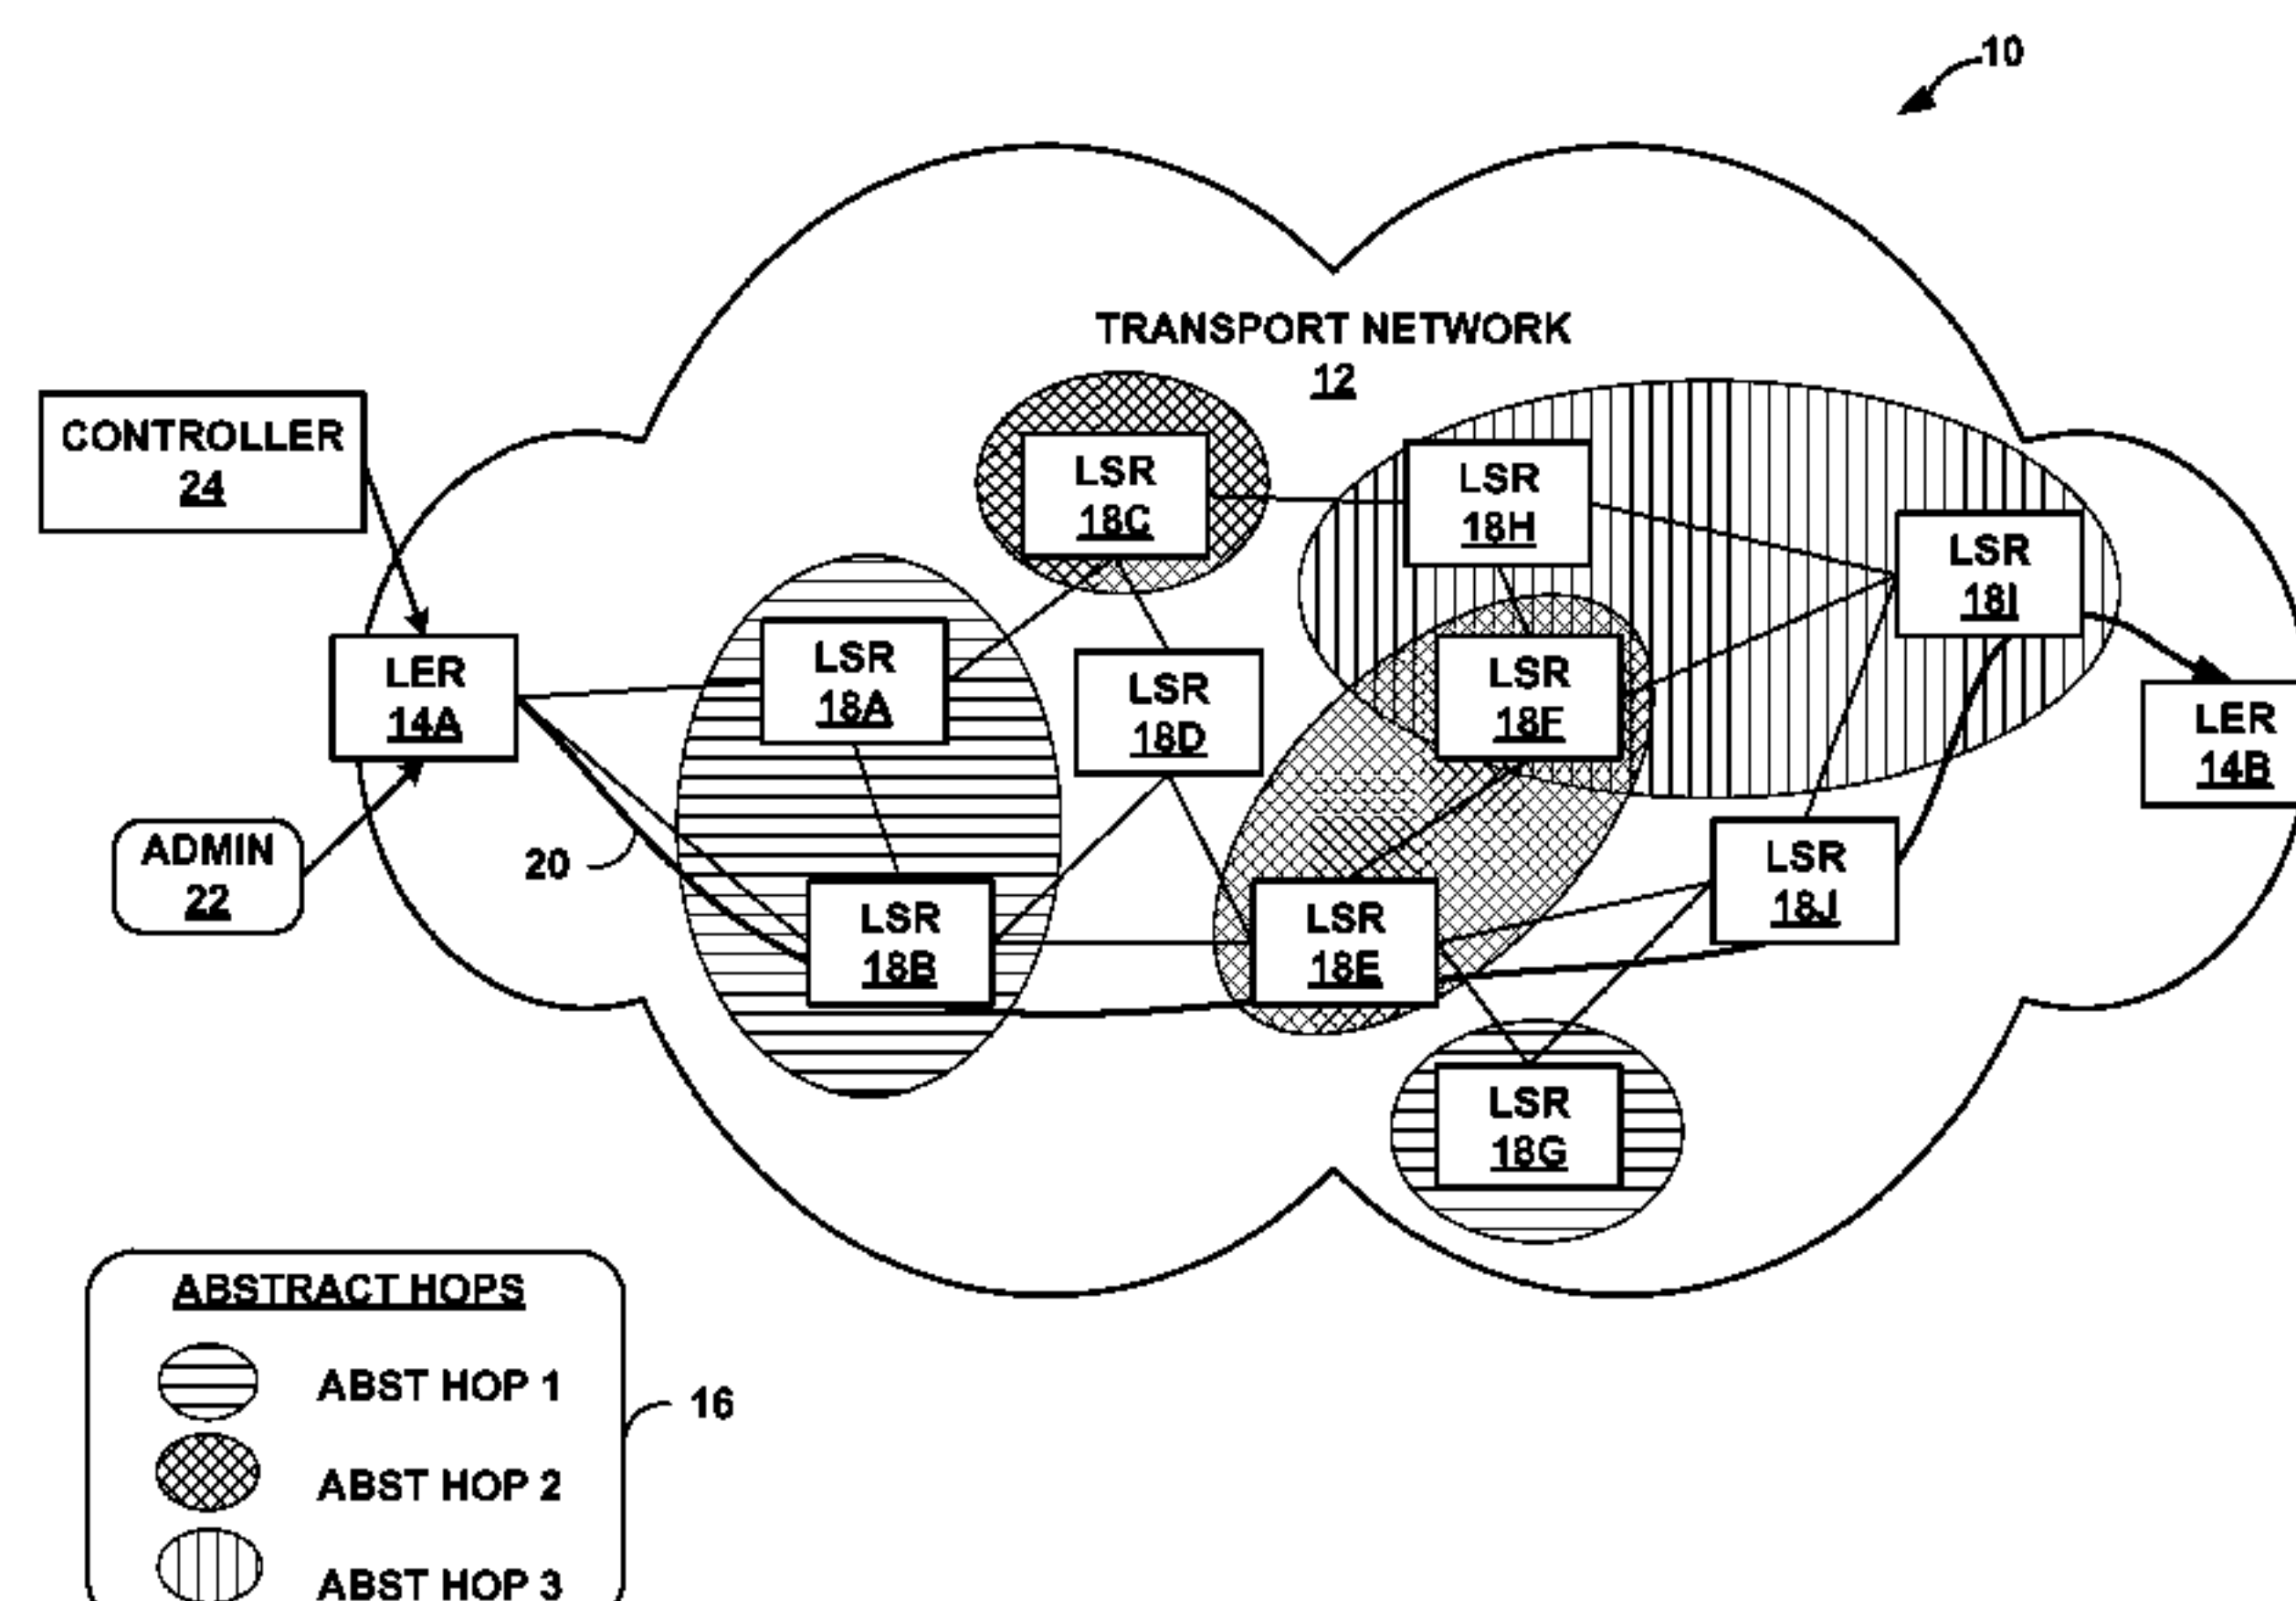 10
TRANSPORT NETWORK
12
CONTROLLER
24
LSR
18C
LSR
18H
LSR
18I
LER
14A
LSR
18A
LSR
18D
LSR
18F
LER
14B
ADMIN
22
20
LSR
18B
LSR
18E
LSR
18J
LSR
18G
ABSTRACT HOPS
ABST HOP 1
16
ABST HOP 2
ABST HOP 3